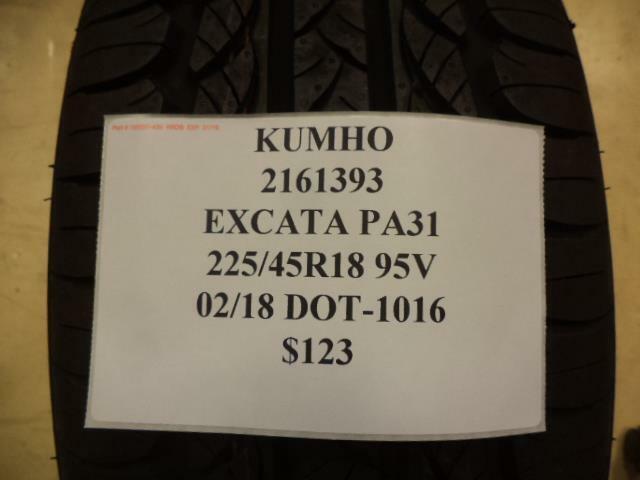 KUMHO
2161393
EXCATA PA31
225/45R18 95V
02/18 DOT-1016
$123